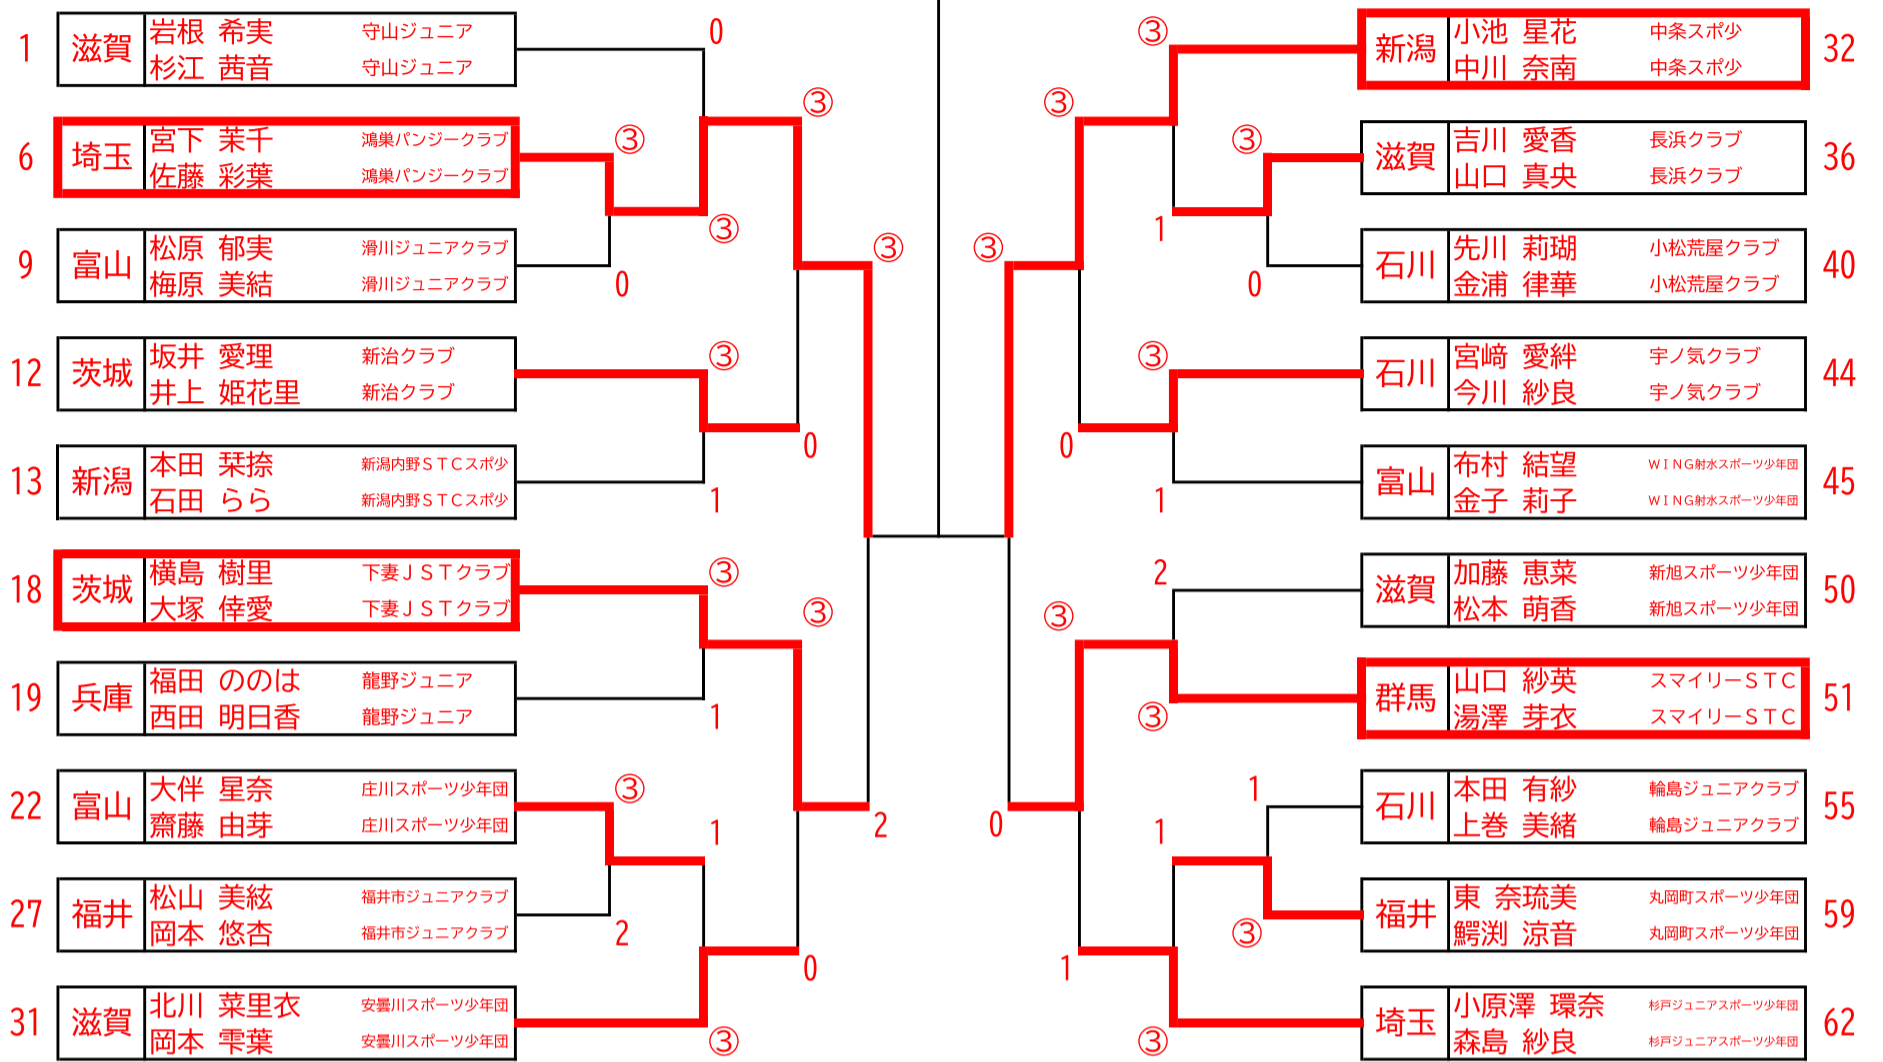 1 滋賀 岩根 希実 守山ジュニア
杉江 茜音 守山ジュニア
0
6 埼玉 宮下 茉千 鴻巣パンジークラブ
佐藤 彩葉 鴻巣パンジークラブ
③
③
③
9 富山 松原 郁実 滑川ジュニアクラブ
梅原 美結 滑川ジュニアクラブ
0
③
12 茨城 坂井 愛理 新治クラブ
井上 姫花里 新治クラブ
③
0
13 新潟 本田 栞捺 新潟内野STCスポ少
石田 らら 新潟内野STCスポ少
1
18 茨城 横島 樹里 下妻JSTクラブ
大塚 倖愛 下妻JSTクラブ
③
③
19 兵庫 福田 ののは 龍野ジュニア
西田 明日香 龍野ジュニア
1
22 富山 大伴 星奈 庄川スポーツ少年団
齋藤 由芽 庄川スポーツ少年団
③
1
2
27 福井 松山 美絃 福井市ジュニアクラブ
岡本 悠杏 福井市ジュニアクラブ
2
0
31 滋賀 北川 菜里衣 安曇川スポーツ少年団
岡本 雫葉 安曇川スポーツ少年団
③
③
新潟 小池 星花 中条スポ少 32
中川 奈南 中条スポ少
③
③
滋賀 吉川 愛香 長浜クラブ 36
山口 真央 長浜クラブ
1
③
石川 先川 莉瑚 小松荒屋クラブ 40
金浦 律華 小松荒屋クラブ
0
③
石川 宮﨑 愛絆 宇ノ気クラブ 44
今川 紗良 宇ノ気クラブ
0
1
富山 布村 結望 WING射水スポーツ少年団 45
金子 莉子 WING射水スポーツ少年団
2
滋賀 加藤 恵菜 新旭スポーツ少年団 50
松本 萌香 新旭スポーツ少年団
③
③
群馬 山口 紗英 スマイリーSTC 51
湯澤 芽衣 スマイリーSTC
0
1
1
石川 本田 有紗 輪島ジュニアクラブ 55
上巻 美緒 輪島ジュニアクラブ
③
福井 東 奈琉美 丸岡町スポーツ少年団 59
鰐渕 涼音 丸岡町スポーツ少年団
1
③
埼玉 小原澤 環奈 杉戸ジュニアスポーツ少年団 62
森島 紗良 杉戸ジュニアスポーツ少年団